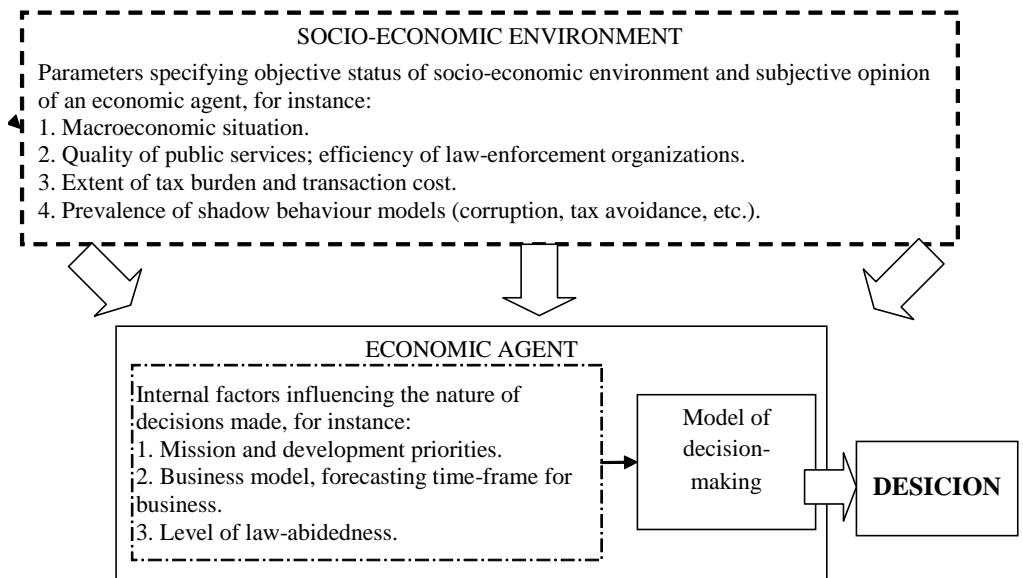 SOCIO-ECONOMIC ENVIRONMENT
Parameters specifying objective status of socio-economic environment and subjective opinion
of an economic agent, for instance:
1. Macroeconomic situation.
2. Quality of public services; efficiency of law-enforcement organizations.
3. Extent of tax burden and transaction cost.
4. Prevalence of shadow behaviour models (corruption, tax avoidance, etc.).
ECONOMIC AGENT
Internal factors influencing the nature of
decisions made, for instance:
1. Mission and development priorities.
2. Business model, forecasting time-frame for
business.
3. Level of law-abidedness.
Model of
decision-
making
DESICION